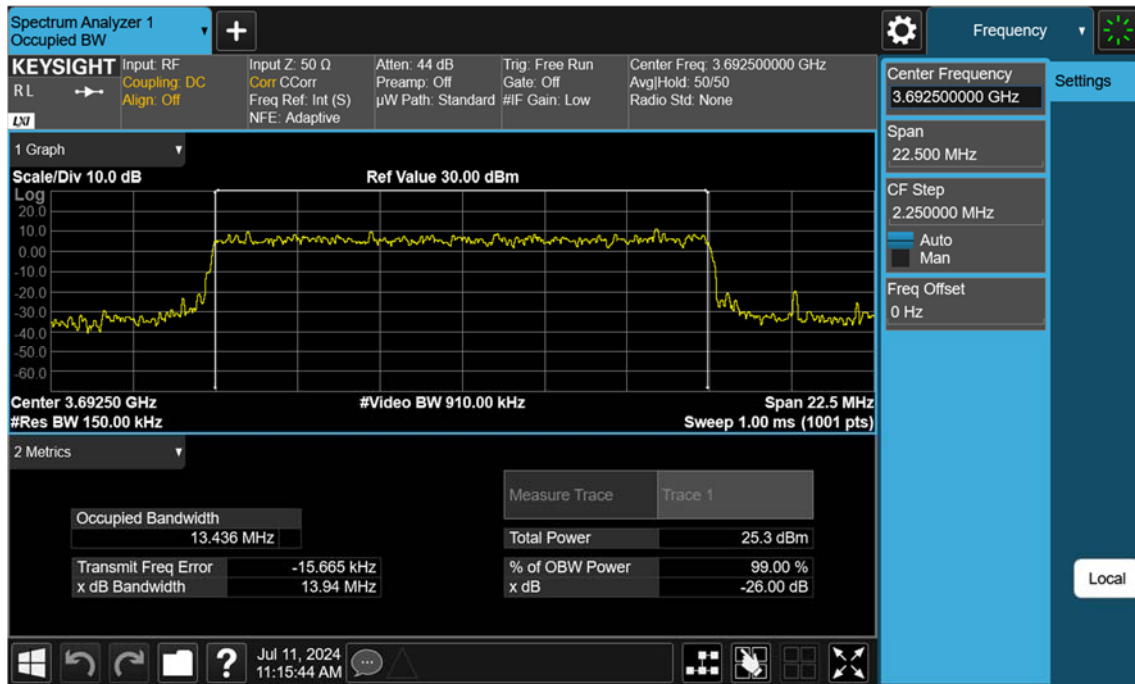 Spectrum Analyzer 1
Occupied BW
Frequency
KEYSIGHT
R L
LXI
Input: RF
Coupling: DC
Align: Off
Input Z: 50 Ω
Corr CCorr
Freq Ref: Int (S)
NFE: Adaptive
Atten: 44 dB
Preamp: Off
µW Path: Standard
Trig: Free Run
Gate: Off
#IF Gain: Low
Center Freq: 3.692500000 GHz
Avg|Hold: 50/50
Radio Std: None
1 Graph
Scale/Div 10.0 dB
Ref Value 30.00 dBm
Log
20.0
10.0
0.00
-10.0
-20.0
-30.0
-40.0
-50.0
-60.0
Center 3.69250 GHz
#Video BW 910.00 kHz
Span 22.5 MHz
#Res BW 150.00 kHz
Sweep 1.00 ms (1001 pts)
2 Metrics
Measure Trace
Trace 1
Occupied Bandwidth
13.436 MHz
Total Power
25.3 dBm
Transmit Freq Error
-15.665 kHz
% of OBW Power
99.00 %
x dB Bandwidth
13.94 MHz
x dB
-26.00 dB
Center Frequency
3.692500000 GHz
Settings
Span
22.500 MHz
CF Step
2.250000 MHz
Auto
Man
Freq Offset
0 Hz
Local
?
Jul 11, 2024
11:15:44 AM